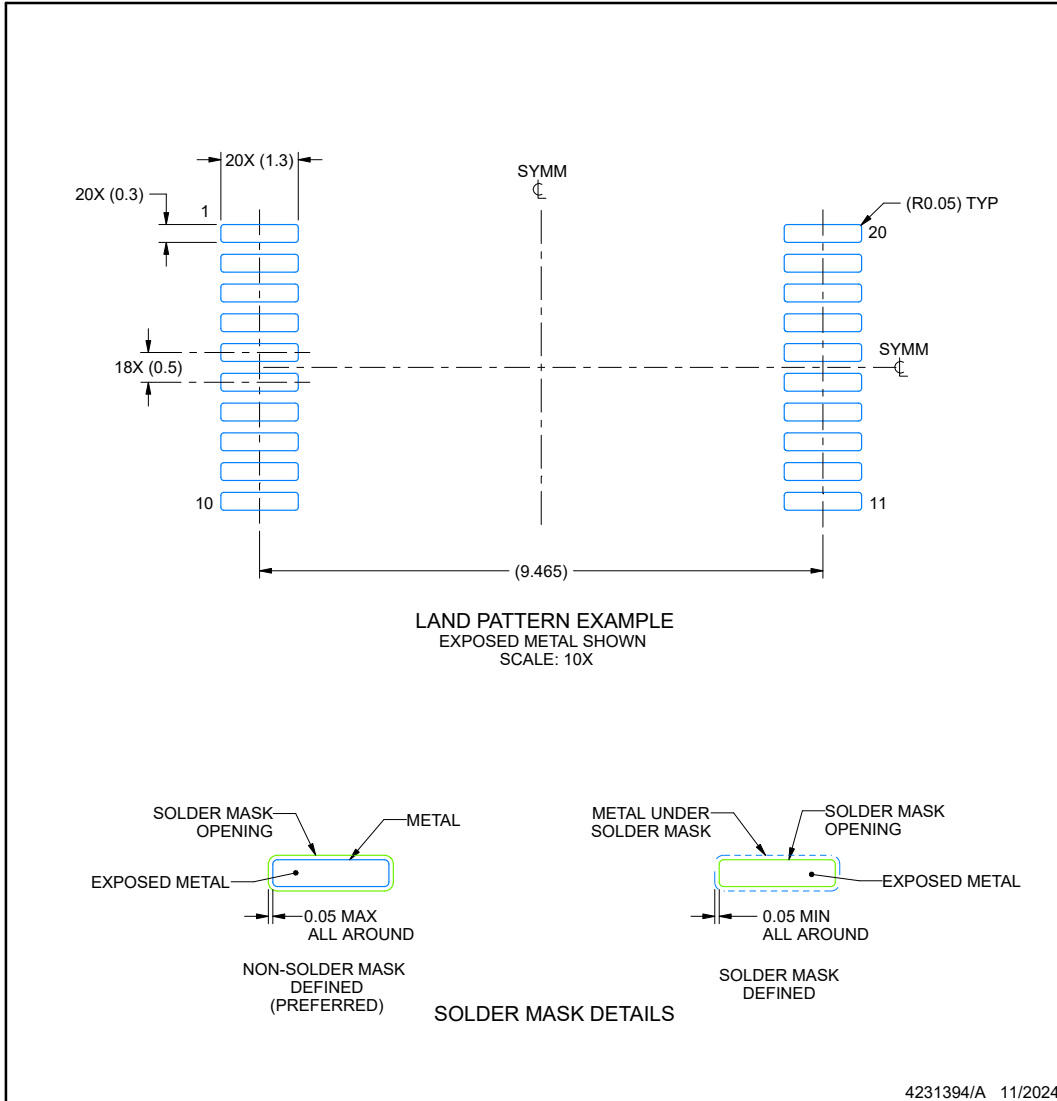 20X (1.3)
SYMM
℄
20X (0.3)
1
(R0.05) TYP
20
SYMM
℄
18X (0.5)
10
11
(9.465)
LAND PATTERN EXAMPLE
EXPOSED METAL SHOWN
SCALE: 10X
SOLDER MASK
OPENING
METAL
EXPOSED METAL
0.05 MAX
ALL AROUND
NON-SOLDER MASK
DEFINED
(PREFERRED)
METAL UNDER
SOLDER MASK
SOLDER MASK
OPENING
EXPOSED METAL
0.05 MIN
ALL AROUND
SOLDER MASK
DEFINED
SOLDER MASK DETAILS
4231394/A 11/2024